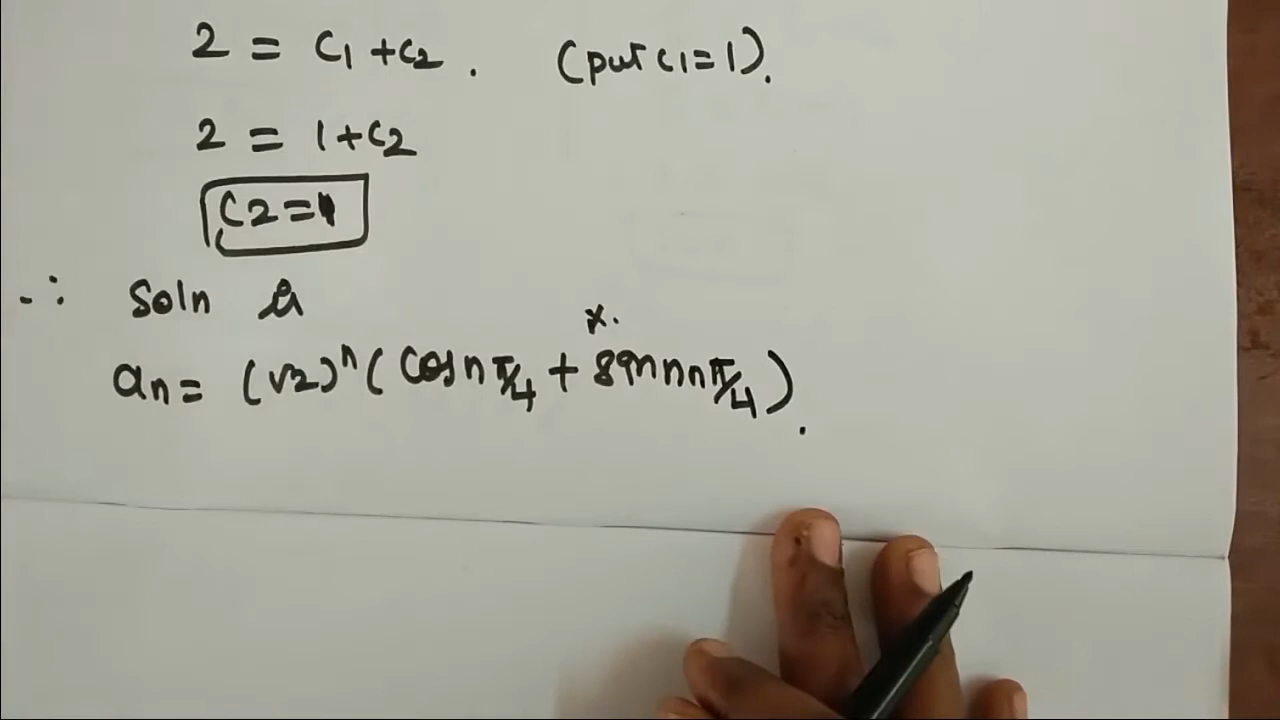 2 = C1 + C2 . (put C1 = 1).
2 = 1 + C2
C2 = 1
∴ Soln is
x.
an = (√2)^n ( Cos nπ/4 + sin nπ/4 ) .